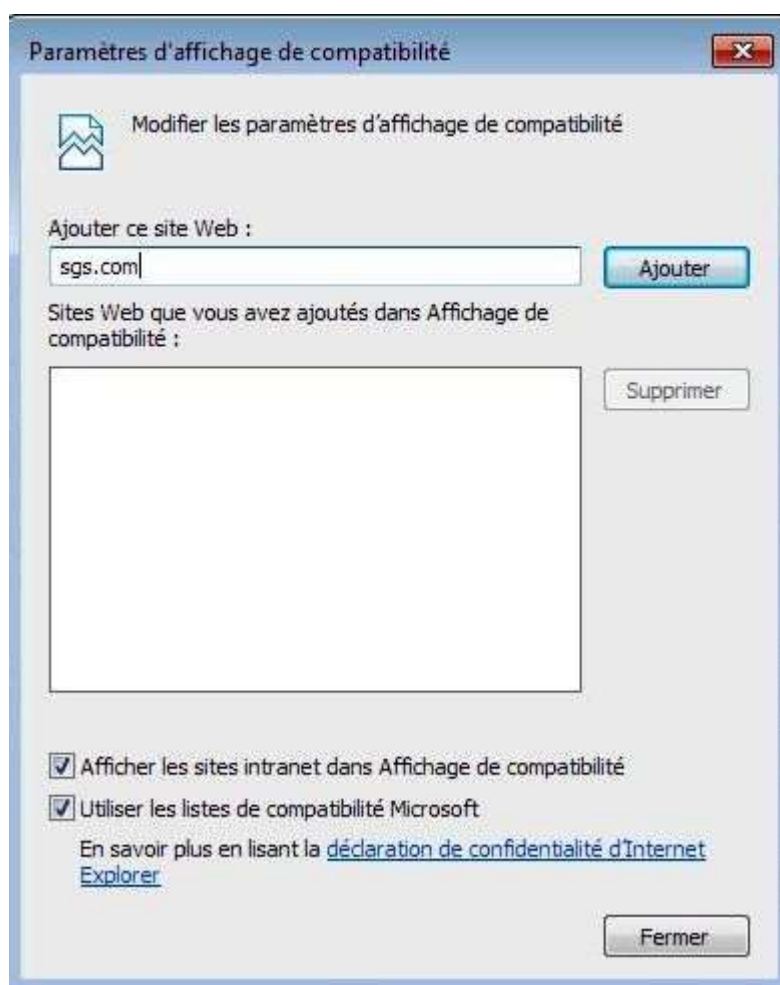 Paramètres d'affichage de compatibilité
Modifier les paramètres d'affichage de compatibilité
Ajouter ce site Web :
sgs.com
Ajouter
Sites Web que vous avez ajoutés dans Affichage de
compatibilité :
Supprimer
Afficher les sites intranet dans Affichage de compatibilité
Utiliser les listes de compatibilité Microsoft
En savoir plus en lisant la déclaration de confidentialité d'Internet
Explorer
Fermer